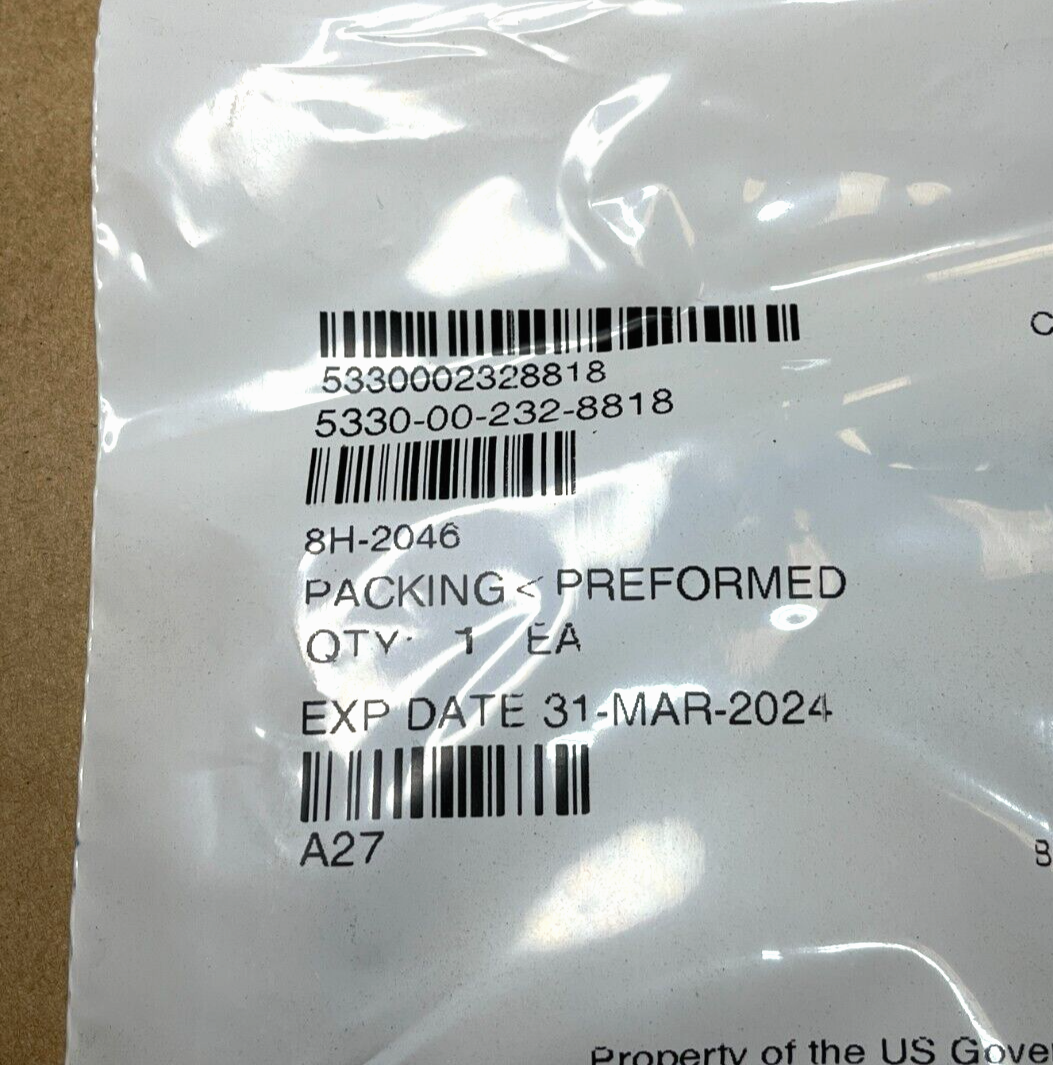 5330002328818
5330-00-232-8818
8H-2046
PACKING< PREFORMED
QTY: 1 EA
EXP DATE 31-MAR-2024
A27
Property of the US